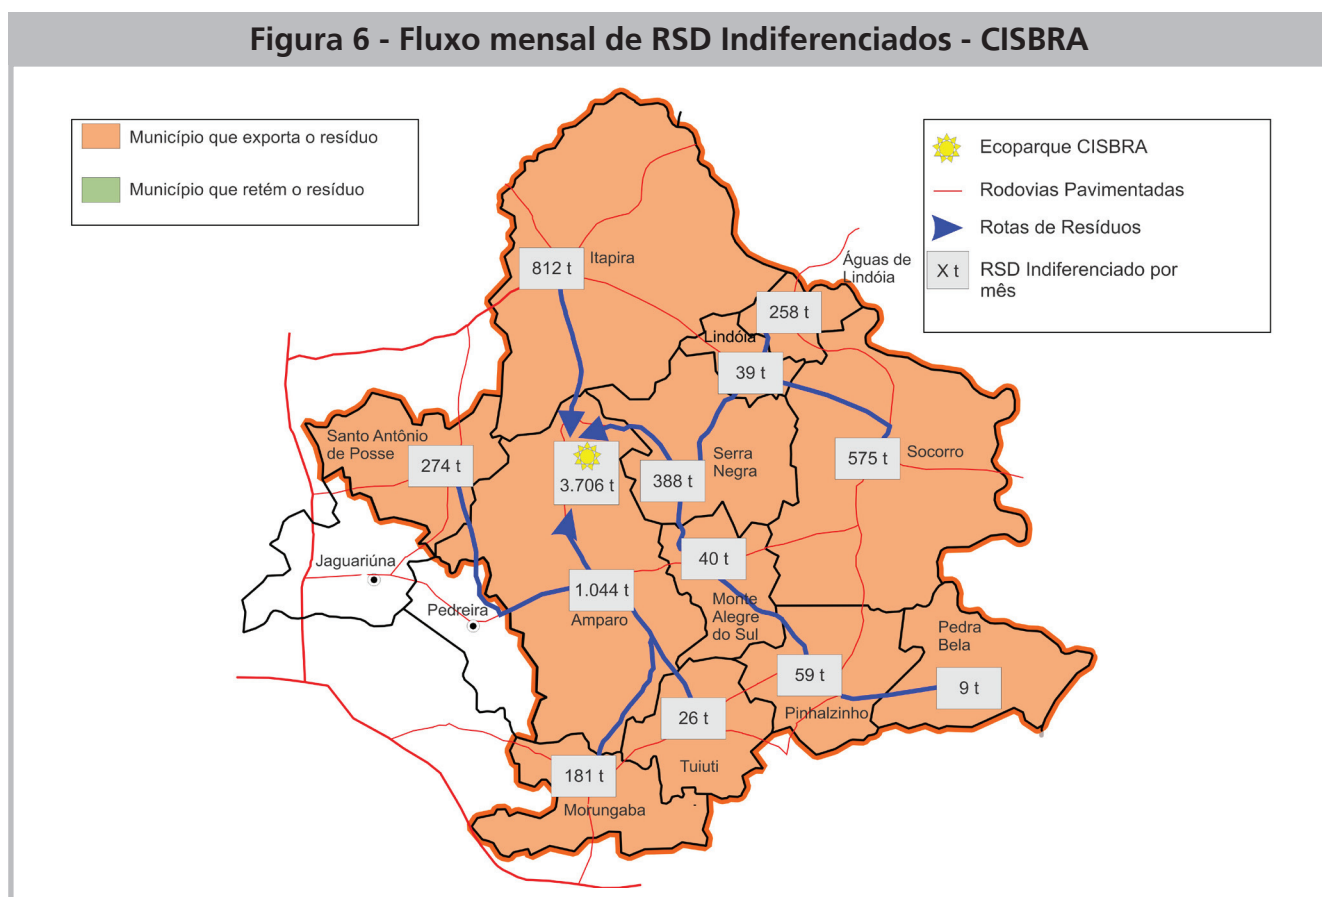 Figura 6 - Fluxo mensal de RSD Indiferenciados - CISBRA
Município que exporta o resíduo
Município que retém o resíduo
Ecoparque CISBRA
Rodovias Pavimentadas
Rotas de Resíduos
X t
RSD Indiferenciado por
mês
Itapira
812 t
Águas de
Lindóia
258 t
Lindóia
39 t
Santo Antônio
de Posse
274 t
3.706 t
388 t
Serra
Negra
575 t
Socorro
Jaguariúna
Pedreira
40 t
1.044 t
Amparo
Monte
Alegre
do Sul
Pedra
Bela
59 t
9 t
Pinhalzinho
26 t
Tuiuti
181 t
Morungaba